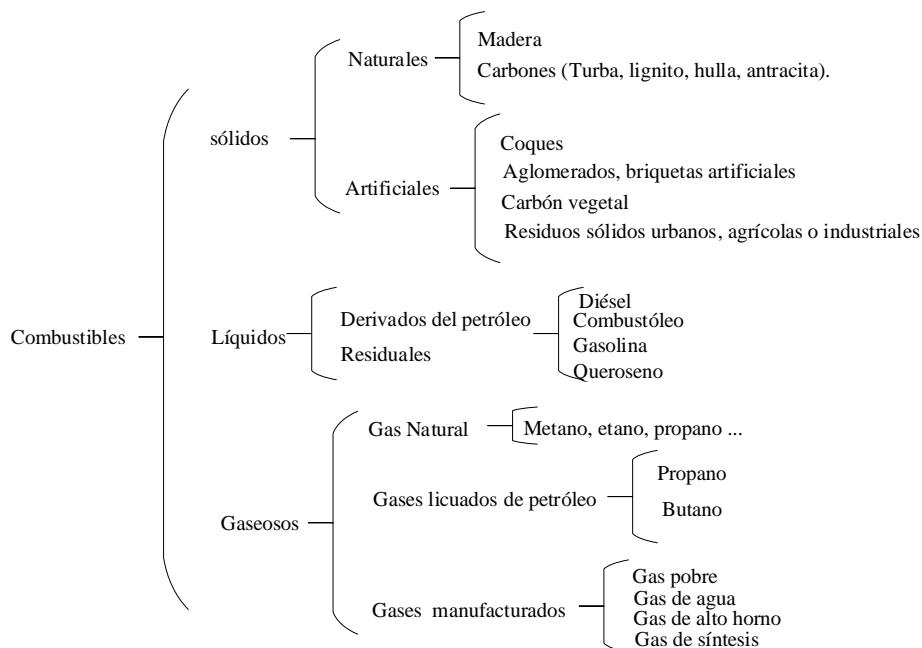 Combustibles
sólidos
Naturales
Madera
Carbones (Turba, lignito, hulla, antracita).
Artificiales
Coques
Aglomerados, briquetas artificiales
Carbón vegetal
Residuos sólidos urbanos, agrícolas o industriales
Líquidos
Derivados del petróleo
Residuales
Diésel
Combustóleo
Gasolina
Queroseno
Gaseosos
Gas Natural
Metano, etano, propano ...
Gases licuados de petróleo
Propano
Butano
Gases manufacturados
Gas pobre
Gas de agua
Gas de alto horno
Gas de síntesis